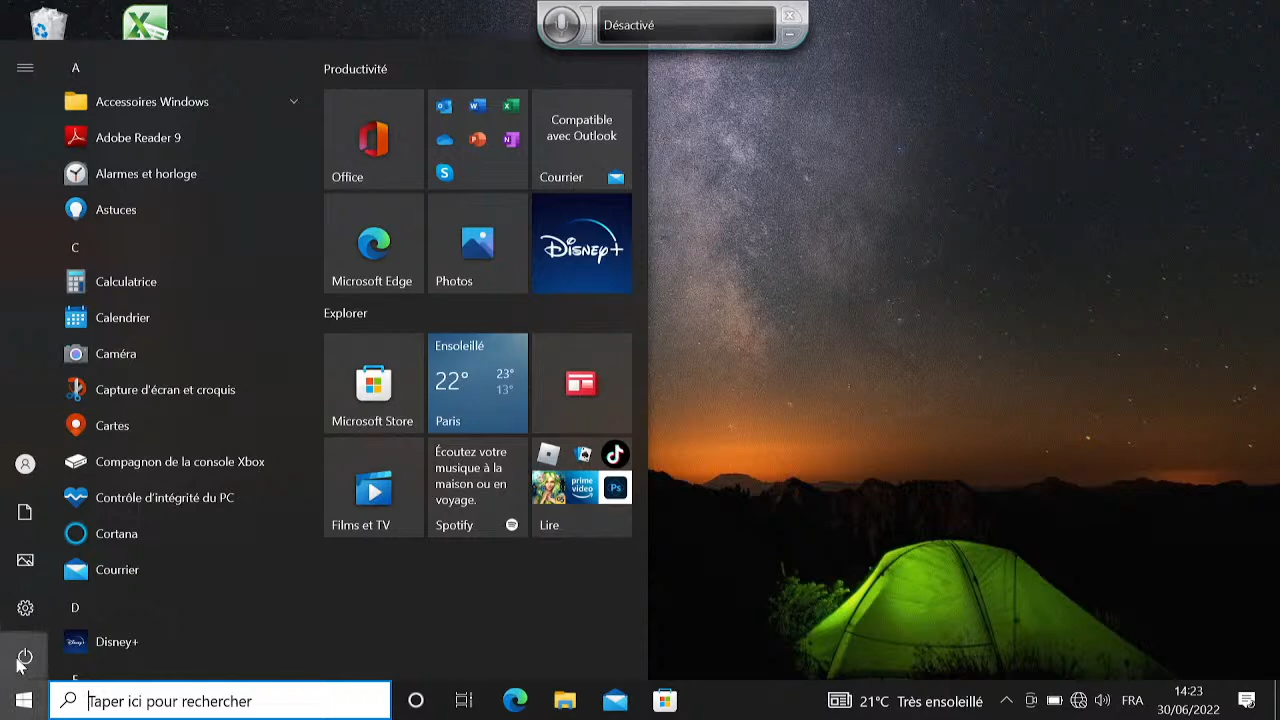 Désactivé
A
Accessoires Windows
Adobe Reader 9
Alarmes et horloge
Astuces
C
Calculatrice
Calendrier
Caméra
Capture d'écran et croquis
Cartes
Compagnon de la console Xbox
Contrôle d'intégrité du PC
Cortana
Courrier
D
Disney+
Productivité
Office
Compatible
avec Outlook
Courrier
Microsoft Edge
Photos
Disney+
Explorer
Microsoft Store
Ensoleillé
22°
23°
13°
Paris
Films et TV
Écoutez votre
musique à la
maison ou en
voyage.
Spotify
prime
video
Ps
Lire
Taper ici pour rechercher
21°C Très ensoleillé
FRA
14:23
30/06/2022